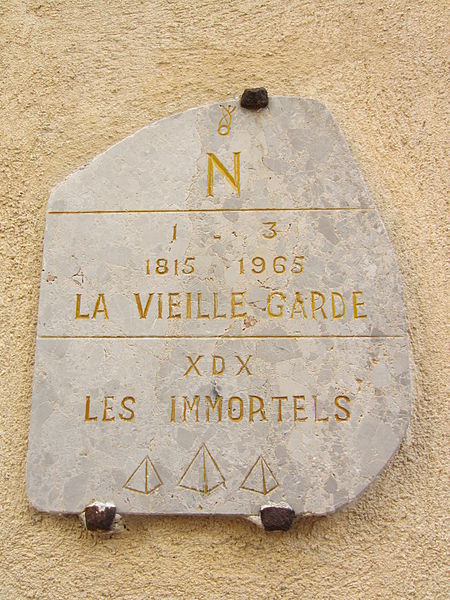 N
1 - 3
1815 1965
LA VIEILLE GARDE
XDX
LES IMMORTELS